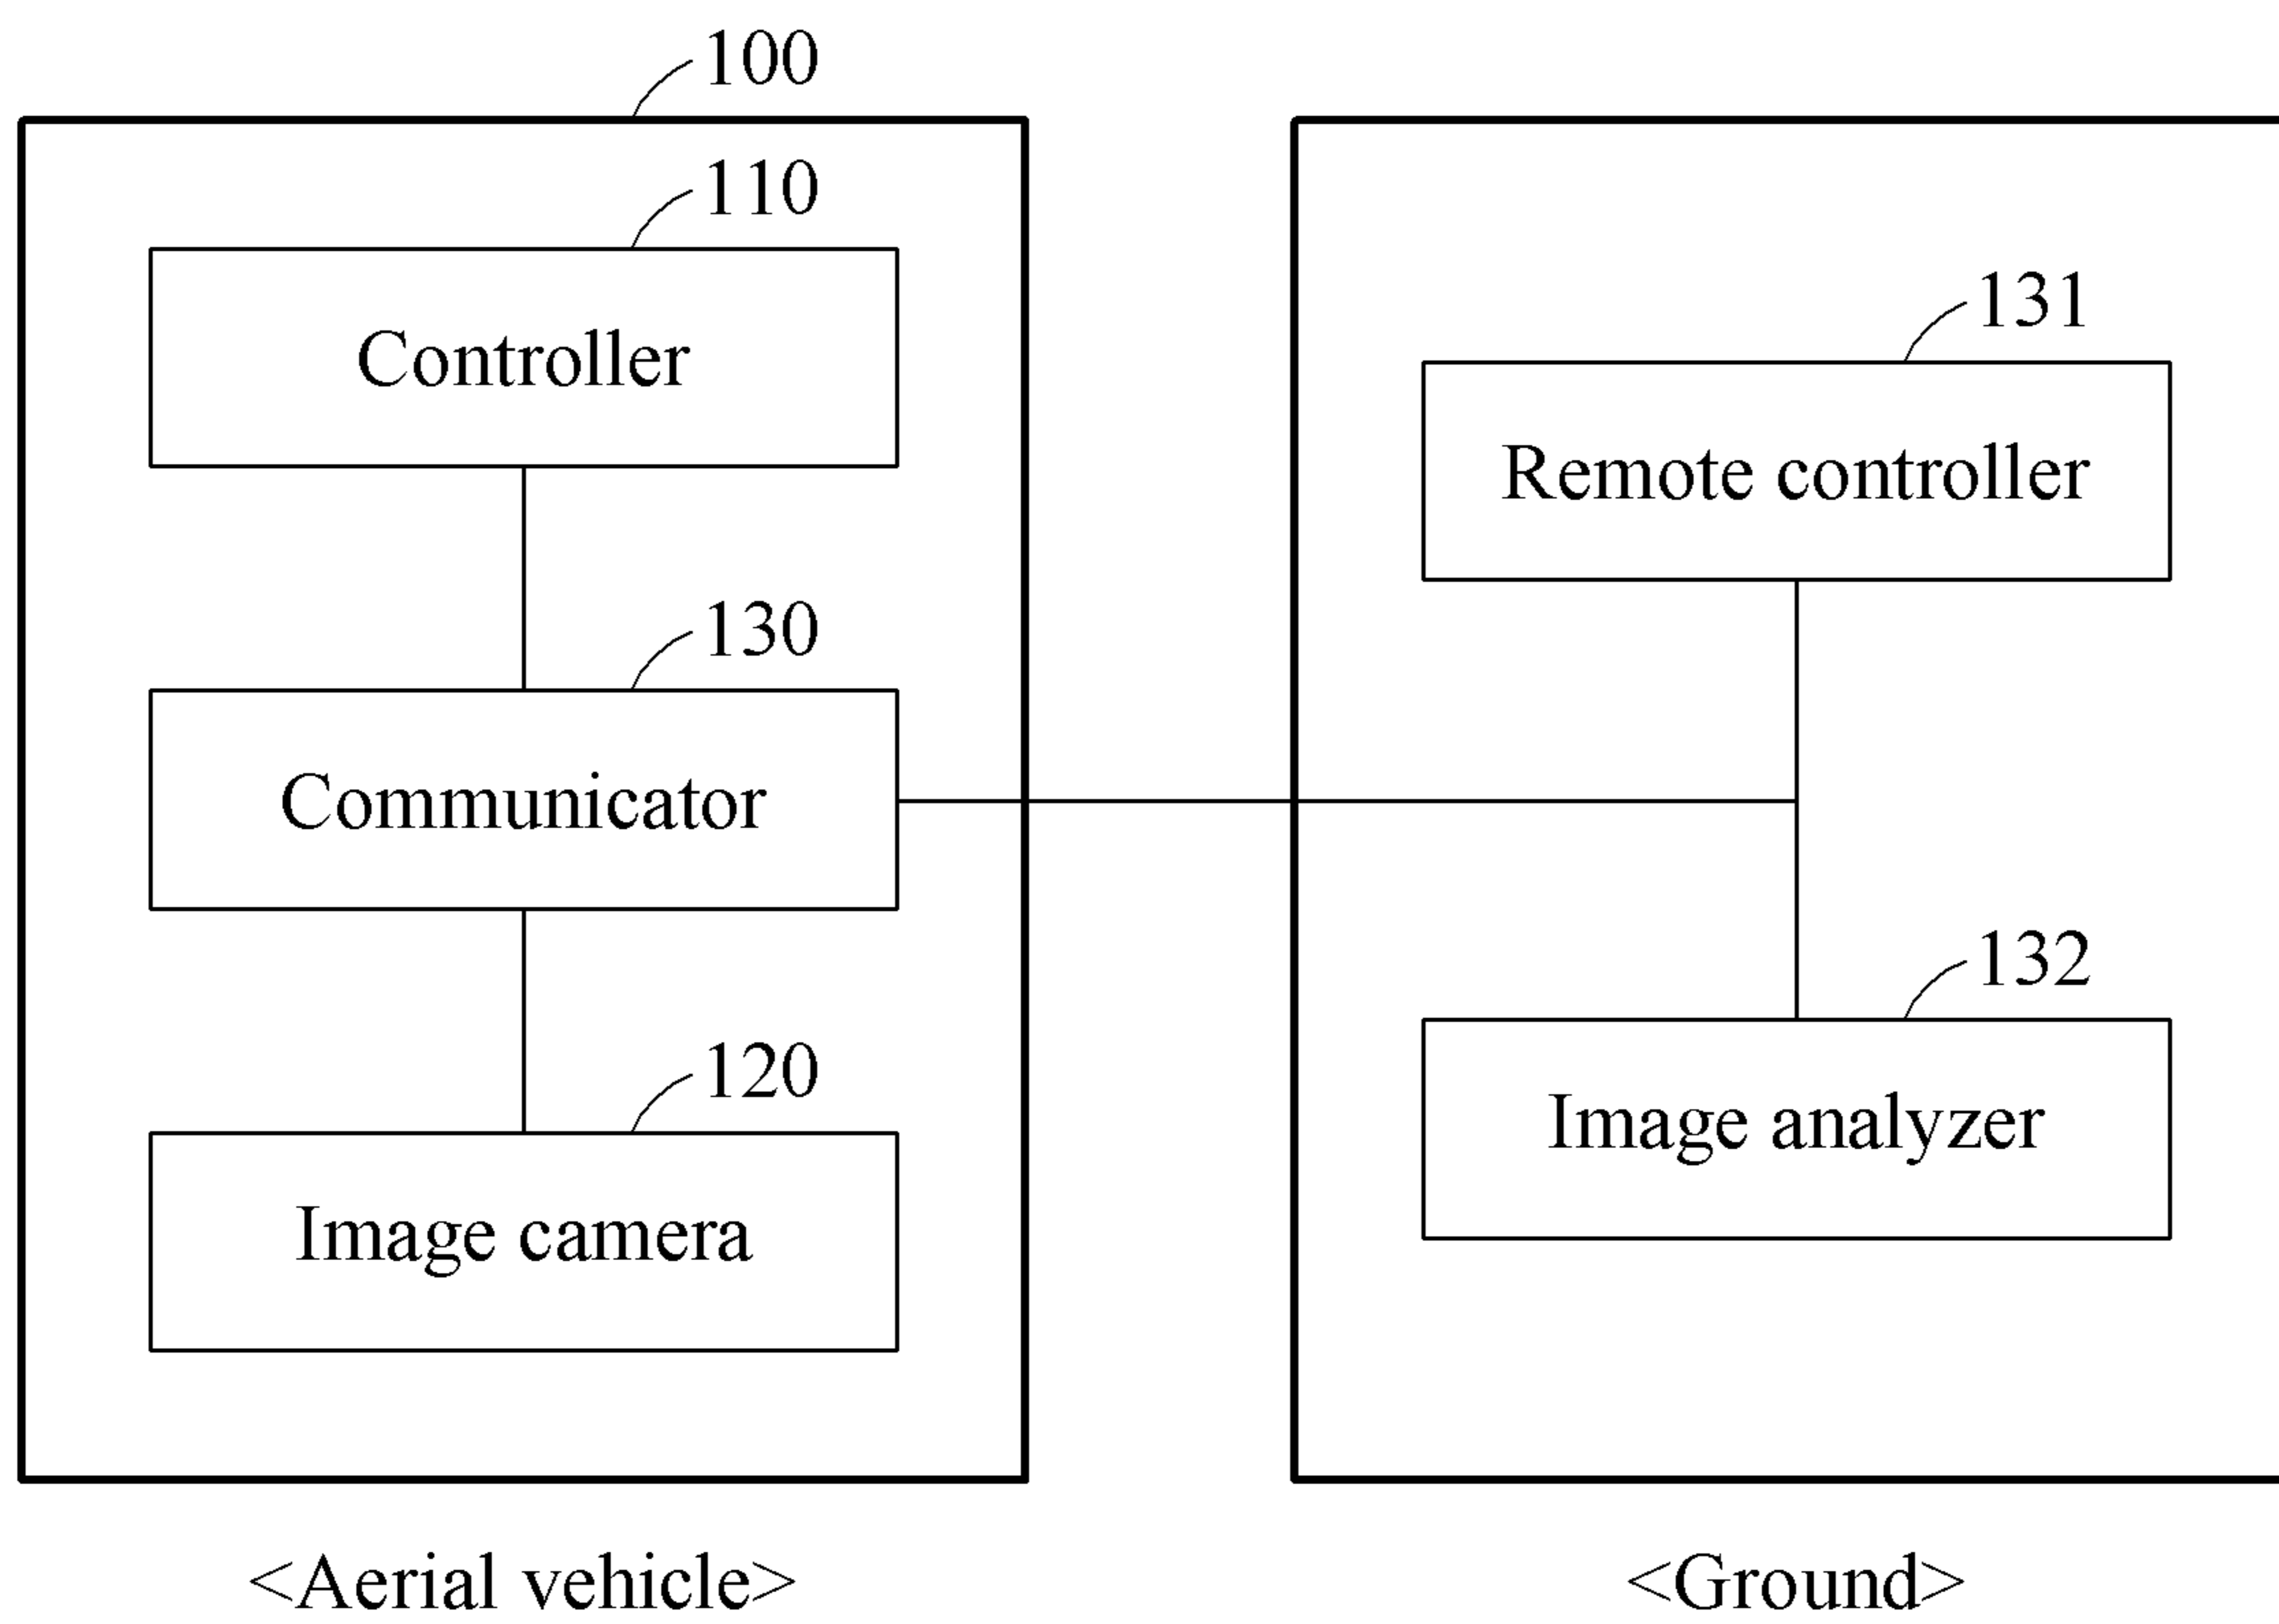 100
110
Controller
130
Communicator
120
Image camera
<Aerial vehicle>
131
Remote controller
132
Image analyzer
<Ground>